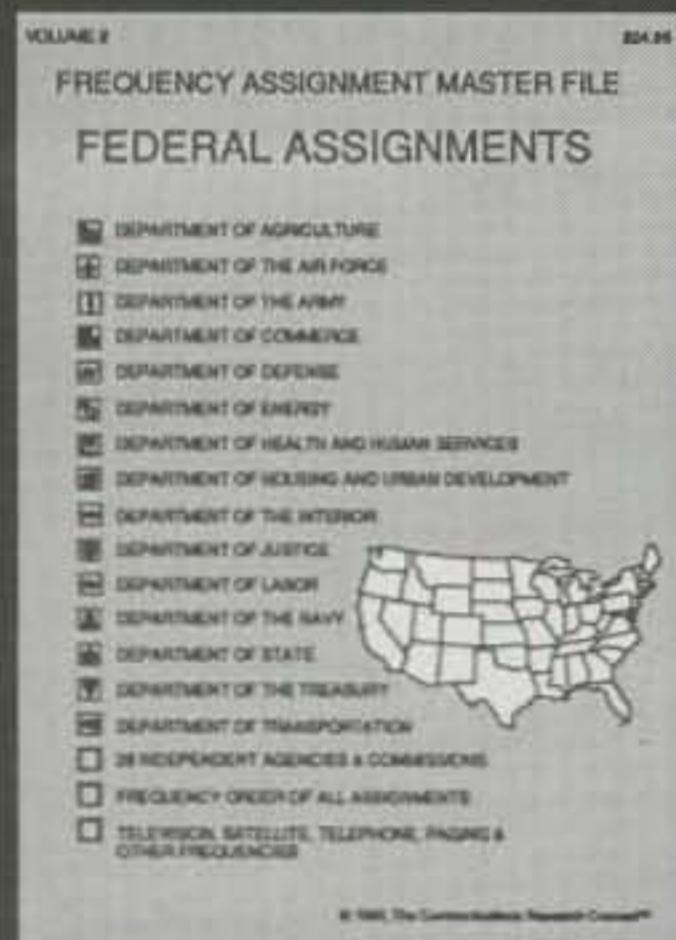 VOLUME 2
$24.95
FREQUENCY ASSIGNMENT MASTER FILE
FEDERAL ASSIGNMENTS
DEPARTMENT OF AGRICULTURE
DEPARTMENT OF THE AIR FORCE
DEPARTMENT OF THE ARMY
DEPARTMENT OF COMMERCE
DEPARTMENT OF DEFENSE
DEPARTMENT OF ENERGY
DEPARTMENT OF HEALTH AND HUMAN SERVICES
DEPARTMENT OF HOUSING AND URBAN DEVELOPMENT
DEPARTMENT OF THE INTERIOR
DEPARTMENT OF JUSTICE
DEPARTMENT OF LABOR
DEPARTMENT OF THE NAVY
DEPARTMENT OF STATE
DEPARTMENT OF THE TREASURY
DEPARTMENT OF TRANSPORTATION
INDEPENDENT AGENCIES & COMMISSIONS
FREQUENCY ORDER OF ALL ASSIGNMENTS
TELEVISION, SATELLITE, TELEPHONE, PAGING &
OTHER FREQUENCIES
© The Communications Research